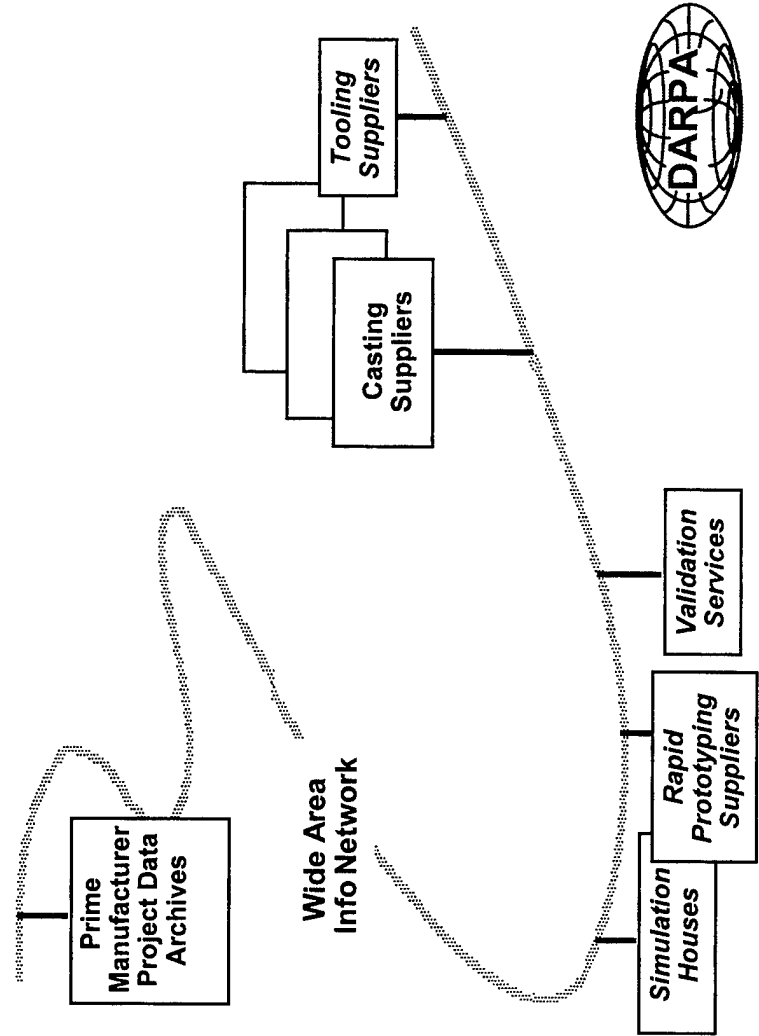 Prime
Manufacturer
Project Data
Archives
Wide Area
Info Network
Casting
Suppliers
Tooling
Suppliers
Simulation
Houses
Rapid
Prototyping
Suppliers
Validation
Services
DARPA